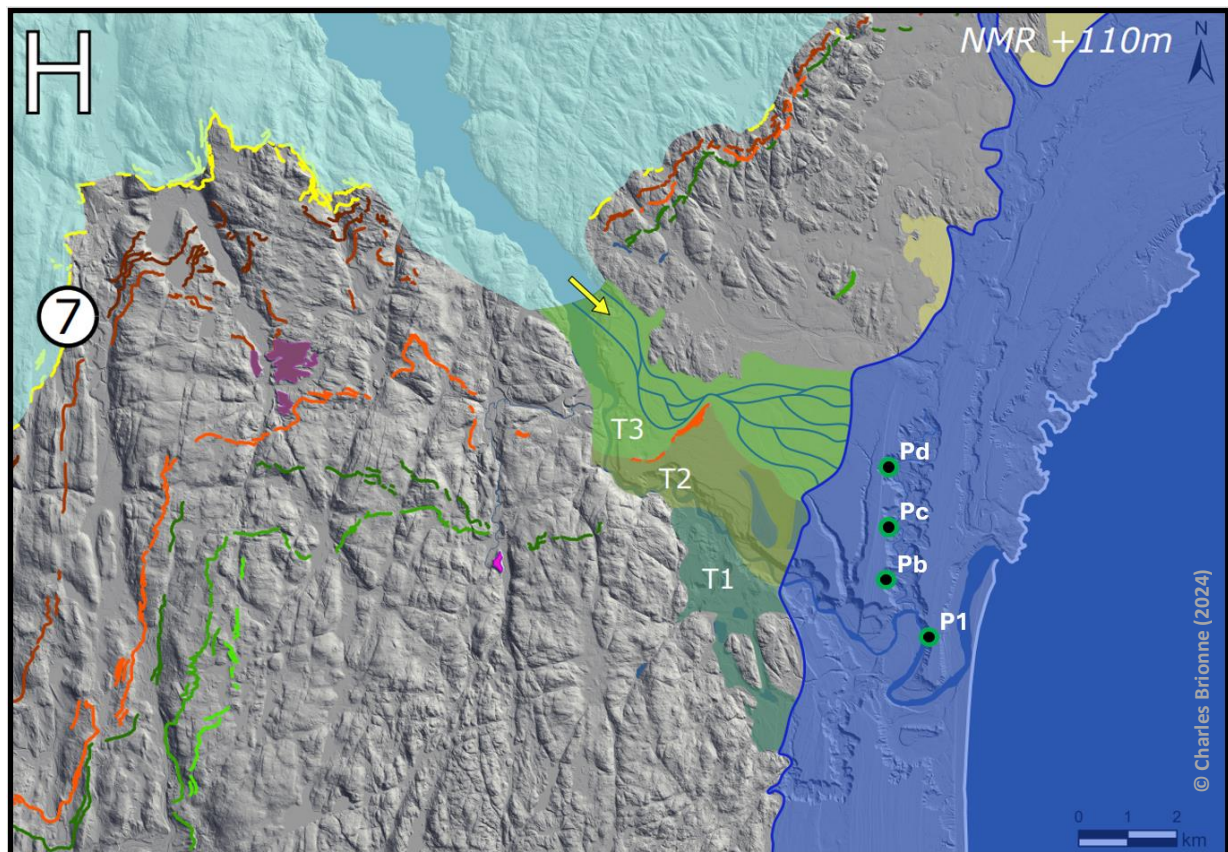 H
NMR +110m
N
7
T3
T2
T1
Pd
Pc
Pb
P1
© Charles Brionne (2024)
0 1 2
km